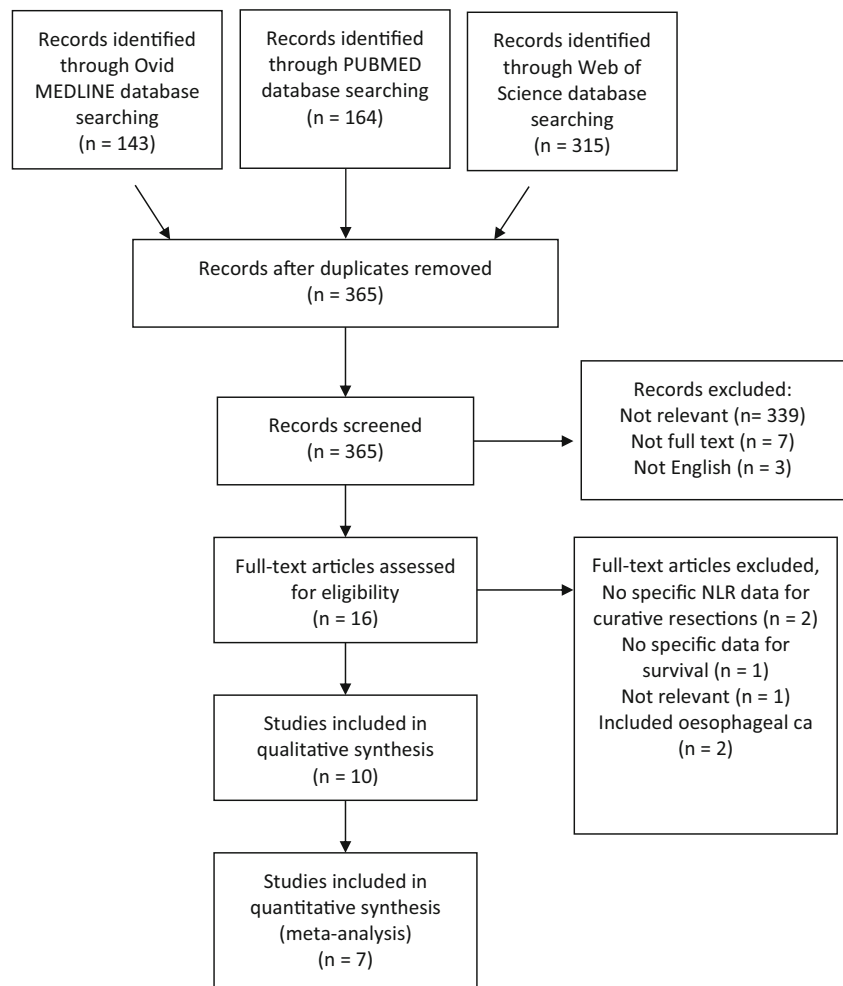 Records identified
through Ovid
MEDLINE database
searching
(n = 143)
Records identified
through PUBMED
database searching
(n = 164)
Records identified
through Web of
Science database
searching
(n = 315)
Records after duplicates removed
(n = 365)
Records screened
(n = 365)
Records excluded:
Not relevant (n= 339)
Not full text (n = 7)
Not English (n = 3)
Full-text articles assessed
for eligibility
(n = 16)
Full-text articles excluded,
No specific NLR data for
curative resections (n = 2)
No specific data for
survival (n = 1)
Not relevant (n = 1)
Included oesophageal ca
(n = 2)
Studies included in
qualitative synthesis
(n = 10)
Studies included in
quantitative synthesis
(meta-analysis)
(n = 7)